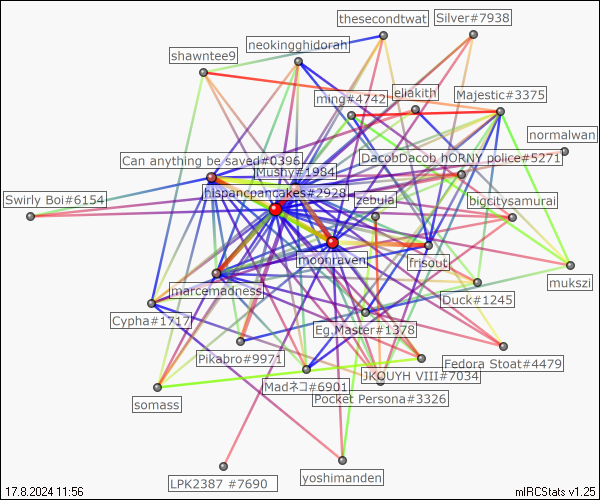 thesecondtwat
Silver#7938
neokingghidorah
shawntee9
eliakith
Majestic#3375
ming#4742
normalwan
DacobDacob hORNY police#5271
Can anything be saved#0396
Mushy#1984
hispancpancakes#2928
Swirly Boi#6154
zebulai
bigcitysamurai
moonraven
frisout
mukszi
marcemadness
Duck#1245
Cypha#1717
Eg.Master#1378
Pikabro#9971
Fedora Stoat#4479
JKQUYH VIII#7034
Madネコ#6901
Pocket Persona#3326
somass
LPK2387 #7690
yoshimanden
17.8.2024 11:56
mIRCStats v1.25